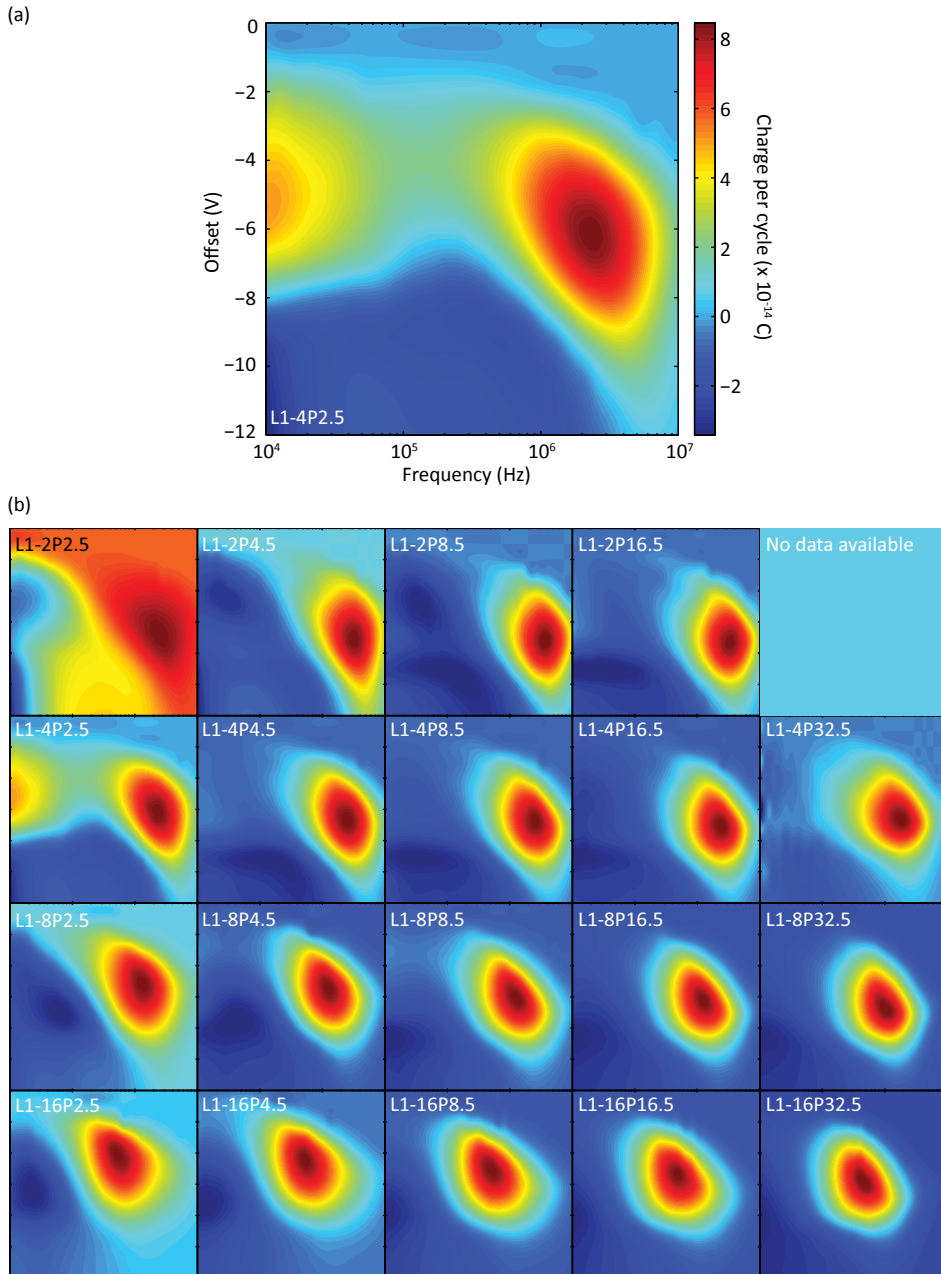 (a)
0
−2
−4
−6
−8
−10
−12
Offset (V)
L1-4P2.5
10⁴
10⁵
10⁶
10⁷
Frequency (Hz)
8
6
4
2
0
−2
Charge per cycle (x 10⁻¹⁴ C)
(b)
L1-2P2.5
L1-2P4.5
L1-2P8.5
L1-2P16.5
No data available
L1-4P2.5
L1-4P4.5
L1-4P8.5
L1-4P16.5
L1-4P32.5
L1-8P2.5
L1-8P4.5
L1-8P8.5
L1-8P16.5
L1-8P32.5
L1-16P2.5
L1-16P4.5
L1-16P8.5
L1-16P16.5
L1-16P32.5